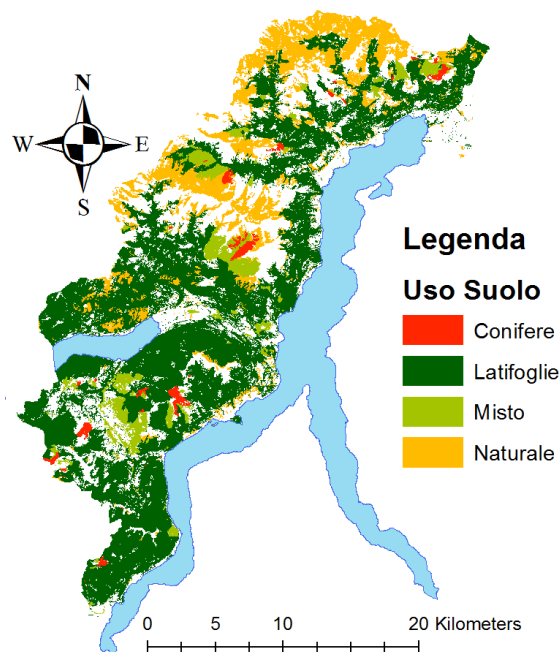 N
W E
S
Legenda
Uso Suolo
Conifere
Latifoglie
Misto
Naturale
0 5 10 20 Kilometers